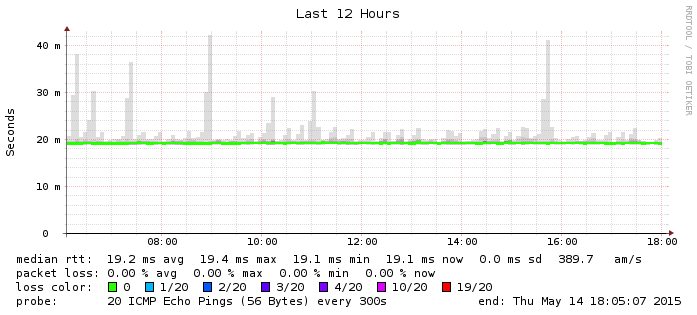 Last 12 Hours
RRDTOOL / TOBI OETIKER
Seconds
40 m
30 m
20 m
10 m
0
08:00 10:00 12:00 14:00 16:00 18:00
median rtt: 19.2 ms avg 19.4 ms max 19.1 ms min 19.1 ms now 0.0 ms sd 389.7 am/s
packet loss: 0.00 % avg 0.00 % max 0.00 % min 0.00 % now
loss color: 0 1/20 2/20 3/20 4/20 10/20 19/20
probe: 20 ICMP Echo Pings (56 Bytes) every 300s end: Thu May 14 18:05:07 2015